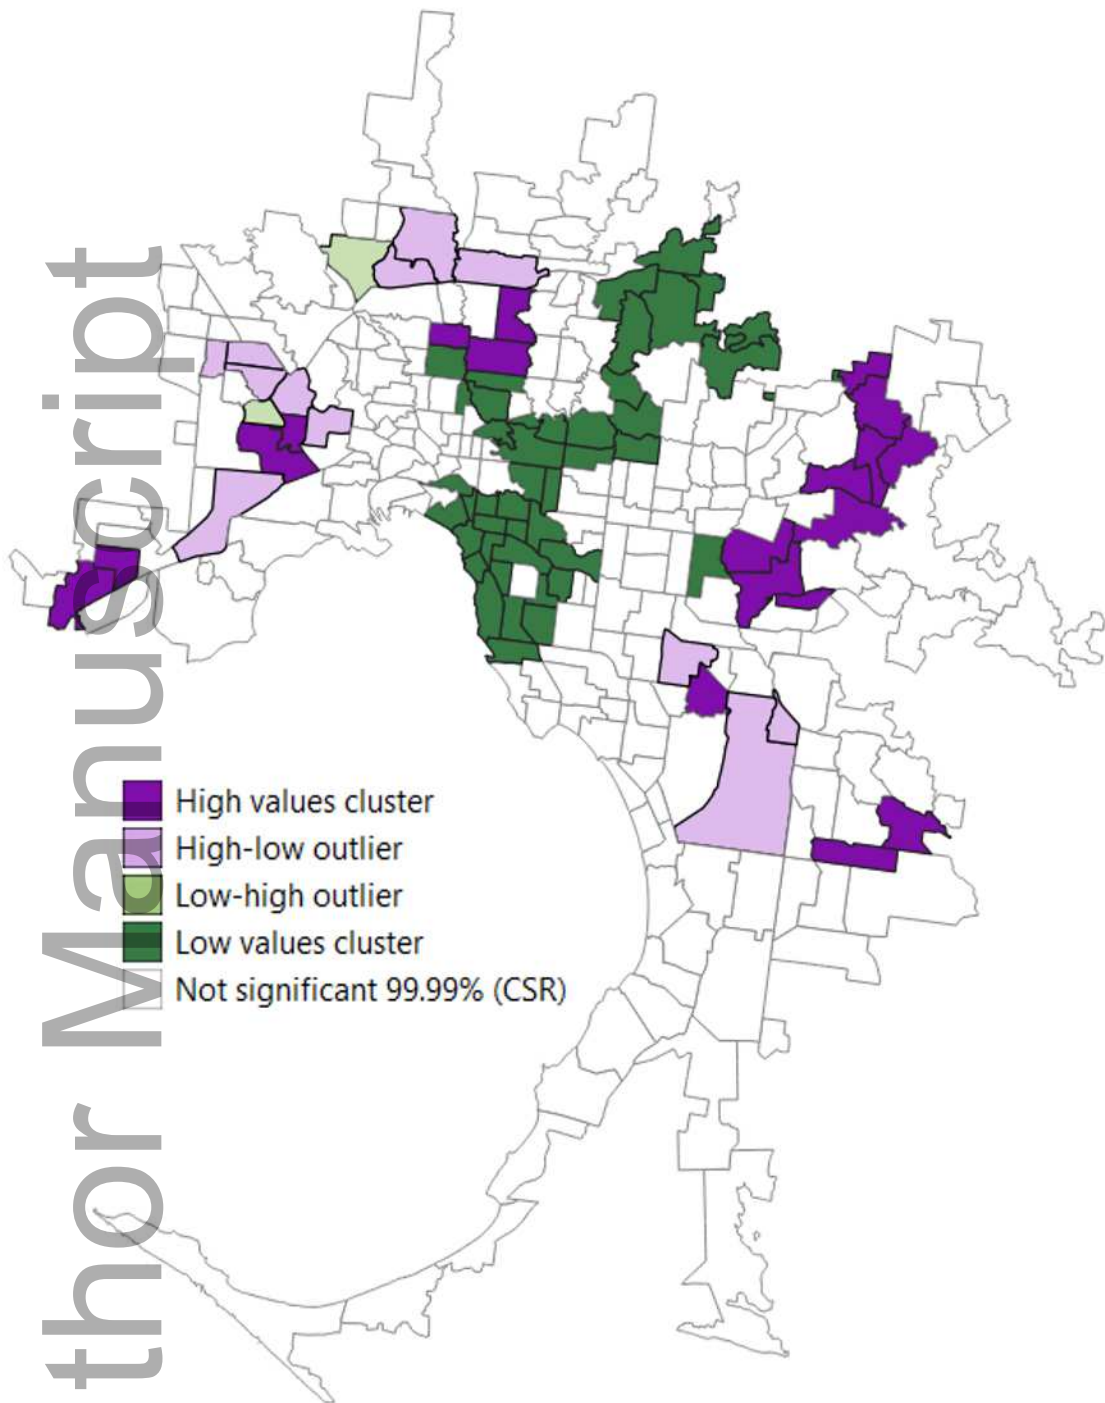 thor Manuscript
High values cluster
High-low outlier
Low-high outlier
Low values cluster
Not significant 99.99% (CSR)